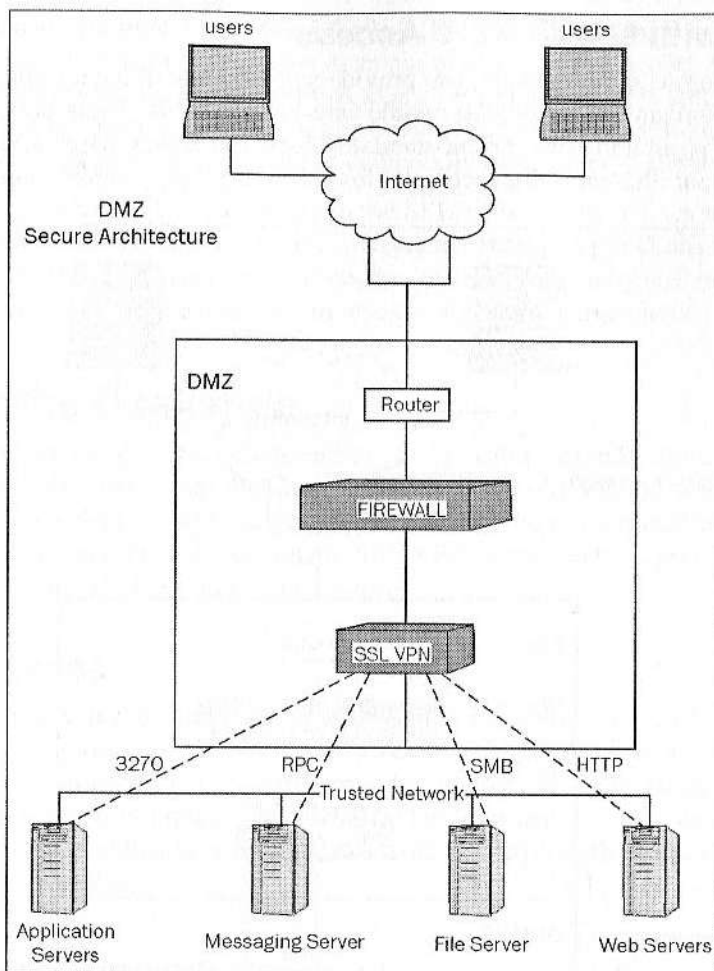 users
users
Internet
DMZ
Secure Architecture
DMZ
Router
FIREWALL
SSL VPN
3270
RPC
SMB
HTTP
Trusted Network
Application
Servers
Messaging Server
File Server
Web Servers